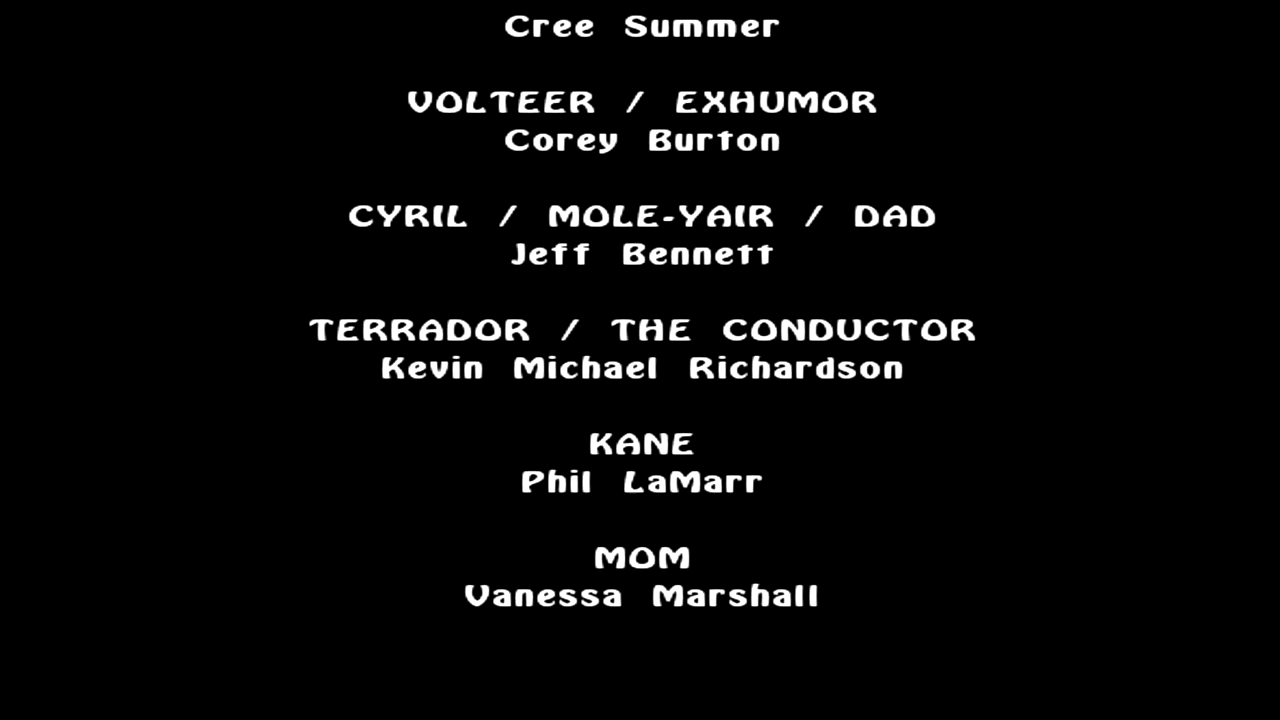 Cree Summer
VOLTEER / EXHUMOR
Corey Burton
CYRIL / MOLE-YAIR / DAD
Jeff Bennett
TERRADOR / THE CONDUCTOR
Kevin Michael Richardson
KANE
Phil LaMarr
MOM
Vanessa Marshall